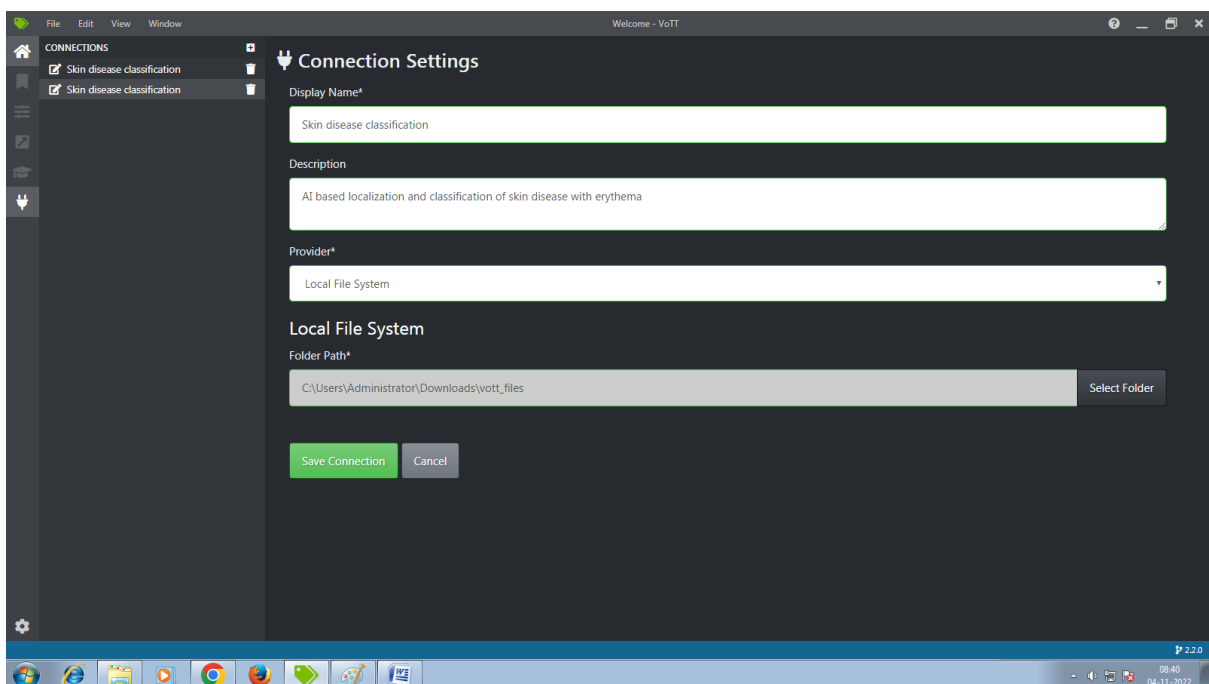 File Edit View Window
Welcome - VoTT
CONNECTIONS
Skin disease classification
Skin disease classification
Connection Settings
Display Name*
Skin disease classification
Description
AI based localization and classification of skin disease with erythema
Provider*
Local File System
Local File System
Folder Path*
C:\Users\Administrator\Downloads\vott_files
Select Folder
Save Connection Cancel
2.2.0
08:40
04-11-2022